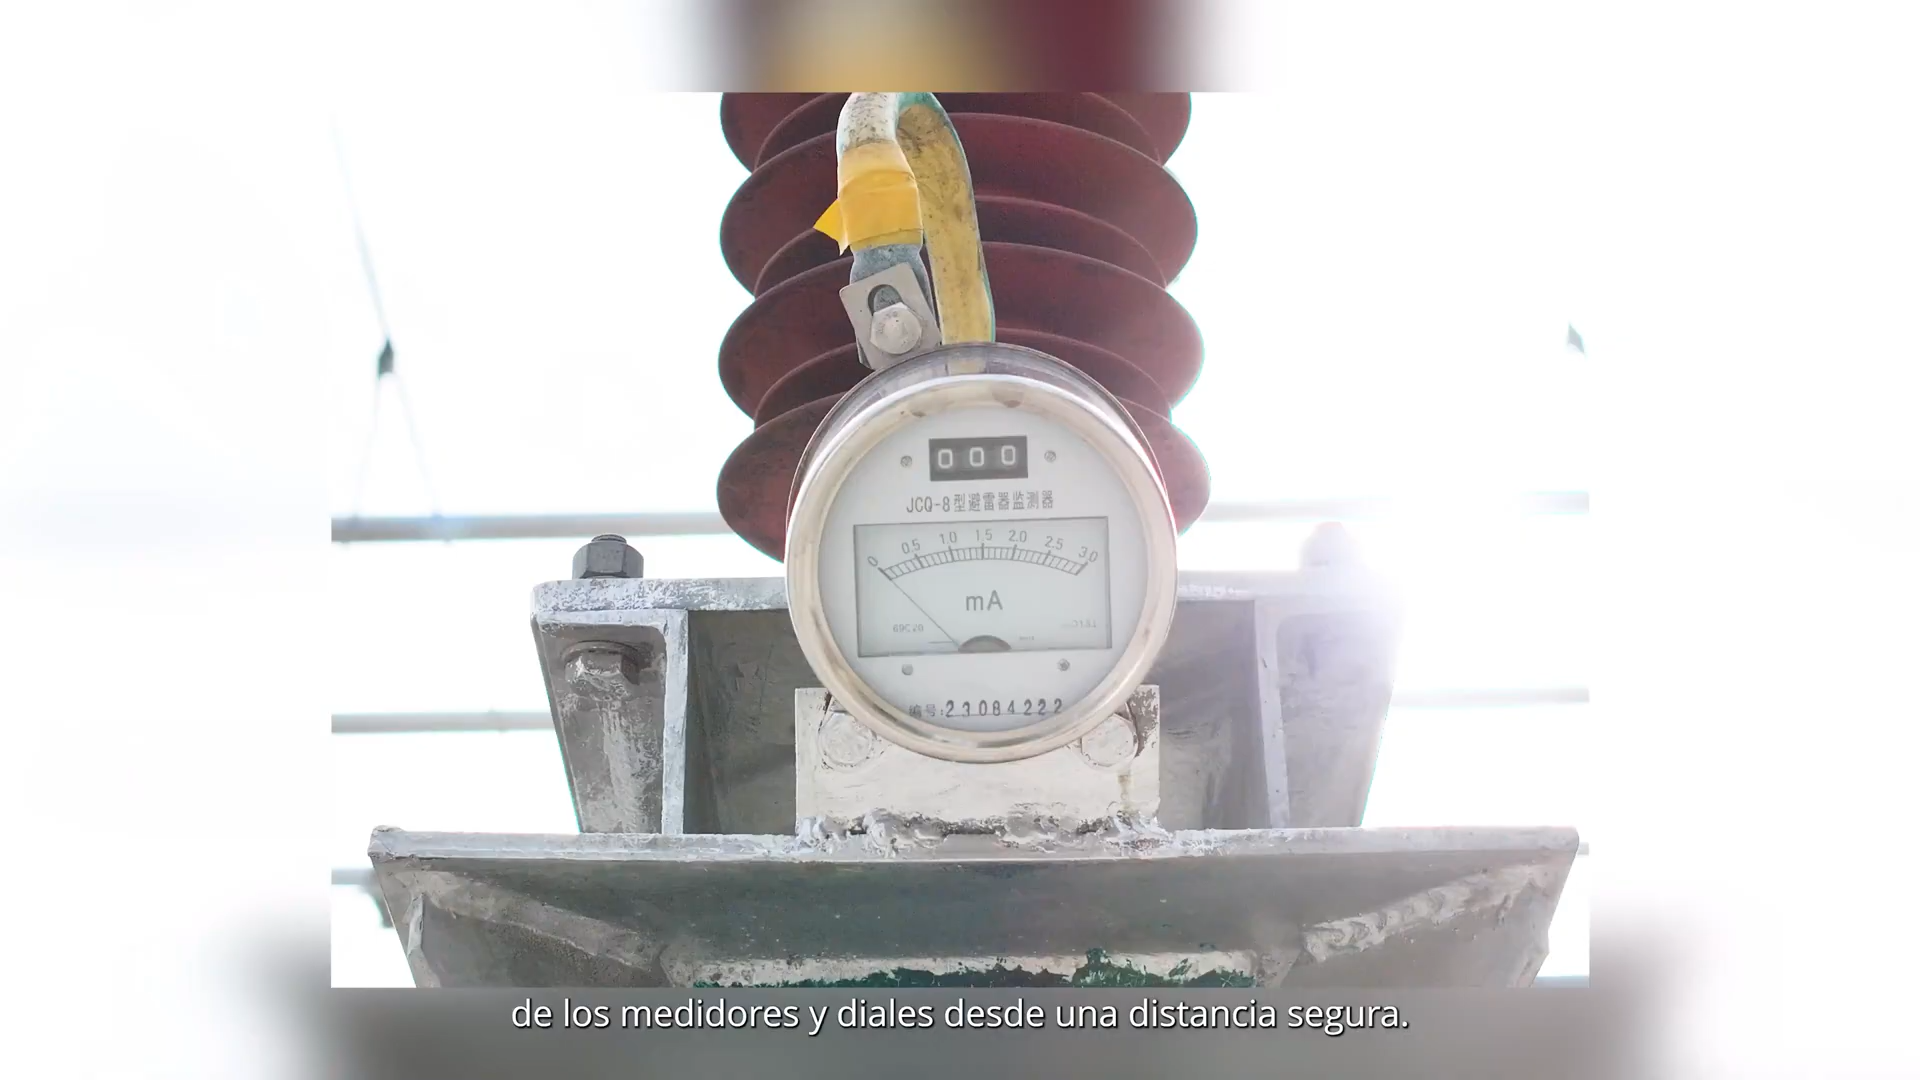 000
JCQ-8型避雷器监测器
0 0.5 1.0 1.5 2.0 2.5 3.0
mA
69C20
编号:23084222
de los medidores y diales desde una distancia segura.